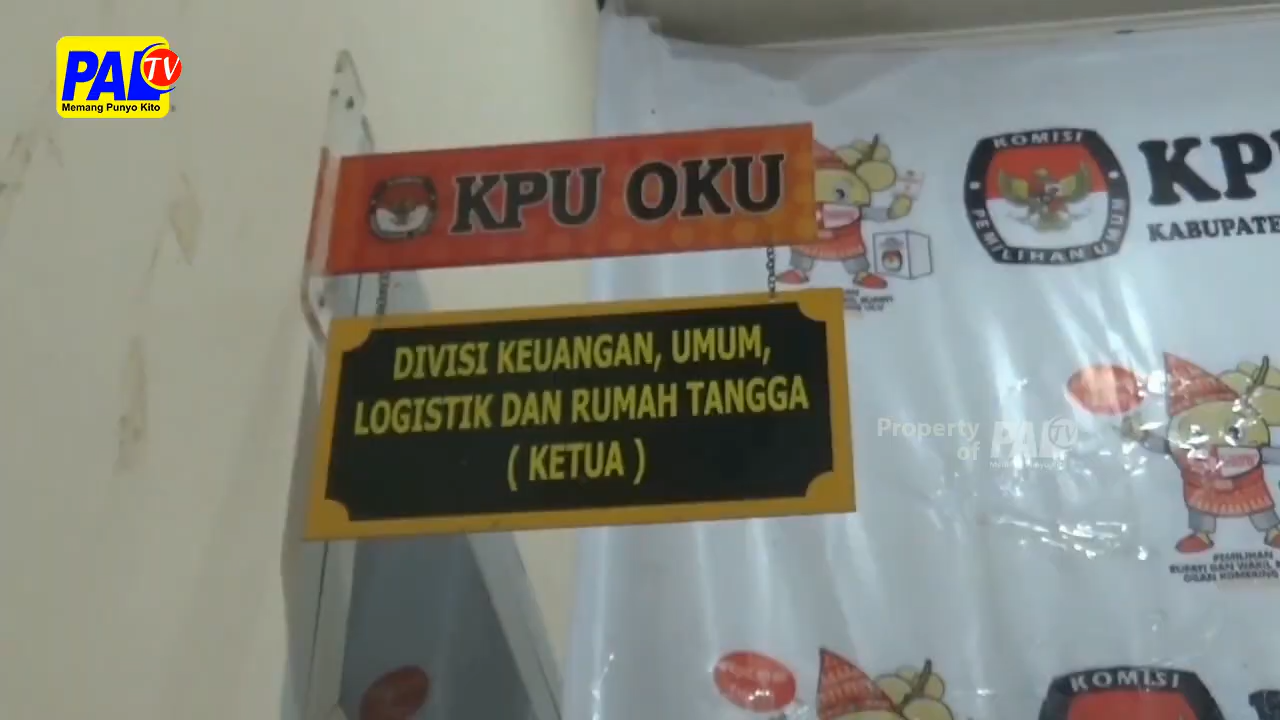 PAL TV
Memang Punyo Kito
KPU OKU
DIVISI KEUANGAN, UMUM,
LOGISTIK DAN RUMAH TANGGA
( KETUA )
KOMISI
PEMILIHAN UMUM
KABUPATE
Property
of PAL TV
PEMILIHAN
KOMISI